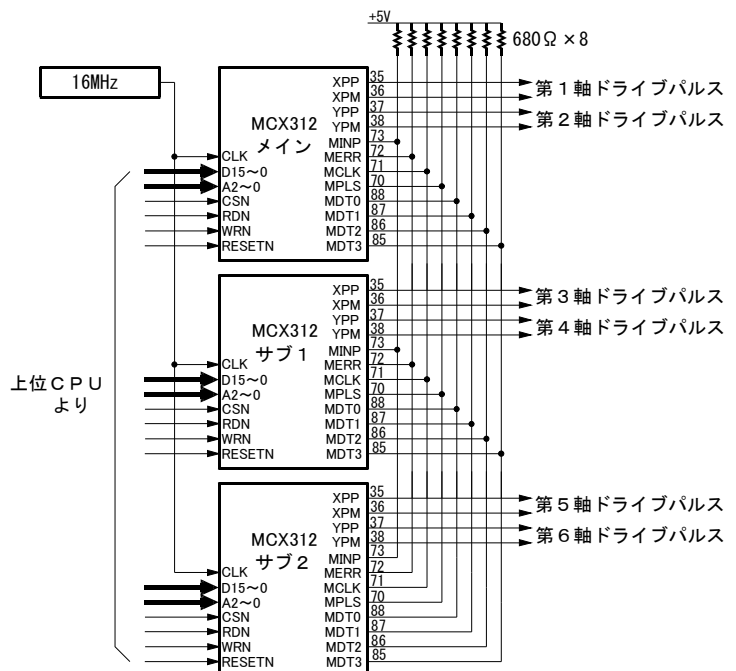 +5V
680Ω ×8
16MHz
MCX312
メイン
CLK
D15~0
A2~0
CSN
RDN
WRN
RESETN
XPP 35
XPM 36
YPP 37
YPM 38
MINP 73
MERR 72
MCLK 71
MPLS 70
MDT0 88
MDT1 87
MDT2 86
MDT3 85
第1軸ドライブパルス
第2軸ドライブパルス
上位CPU
より
MCX312
サブ1
CLK
D15~0
A2~0
CSN
RDN
WRN
RESETN
XPP 35
XPM 36
YPP 37
YPM 38
MINP 73
MERR 72
MCLK 71
MPLS 70
MDT0 88
MDT1 87
MDT2 86
MDT3 85
第3軸ドライブパルス
第4軸ドライブパルス
MCX312
サブ2
CLK
D15~0
A2~0
CSN
RDN
WRN
RESETN
XPP 35
XPM 36
YPP 37
YPM 38
MINP 73
MERR 72
MCLK 71
MPLS 70
MDT0 88
MDT1 87
MDT2 86
MDT3 85
第5軸ドライブパルス
第6軸ドライブパルス